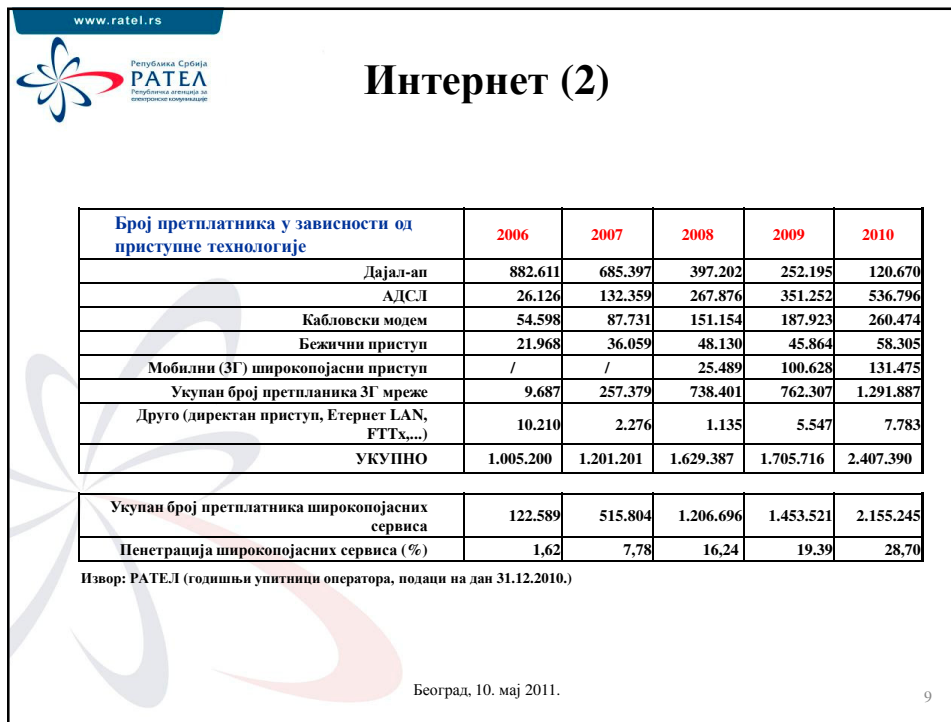 www.ratel.rs
Република Србија
РАТЕЛ
Републичка агенција за
електронске комуникације
Интернет (2)
Број претплатника у зависности од
приступне технологије 2006 2007 2008 2009 2010
Дајал-ап 882.611 685.397 397.202 252.195 120.670
АДСЛ 26.126 132.359 267.876 351.252 536.796
Кабловски модем 54.598 87.731 151.154 187.923 260.474
Бежични приступ 21.968 36.059 48.130 45.864 58.305
Мобилни (3Г) широкопојасни приступ / / 25.489 100.628 131.475
Укупан број претпланика 3Г мреже 9.687 257.379 738.401 762.307 1.291.887
Друго (директан приступ, Етернет LAN,
FTTx,...) 10.210 2.276 1.135 5.547 7.783
УКУПНО 1.005.200 1.201.201 1.629.387 1.705.716 2.407.390
Укупан број претплатника широкопојасних
сервиса 122.589 515.804 1.206.696 1.453.521 2.155.245
Пенетрација широкопојасних сервиса (%) 1,62 7,78 16,24 19.39 28,70
Извор: РАТЕЛ (годишњи упитници оператора, подаци на дан 31.12.2010.)
Београд, 10. мај 2011.
9